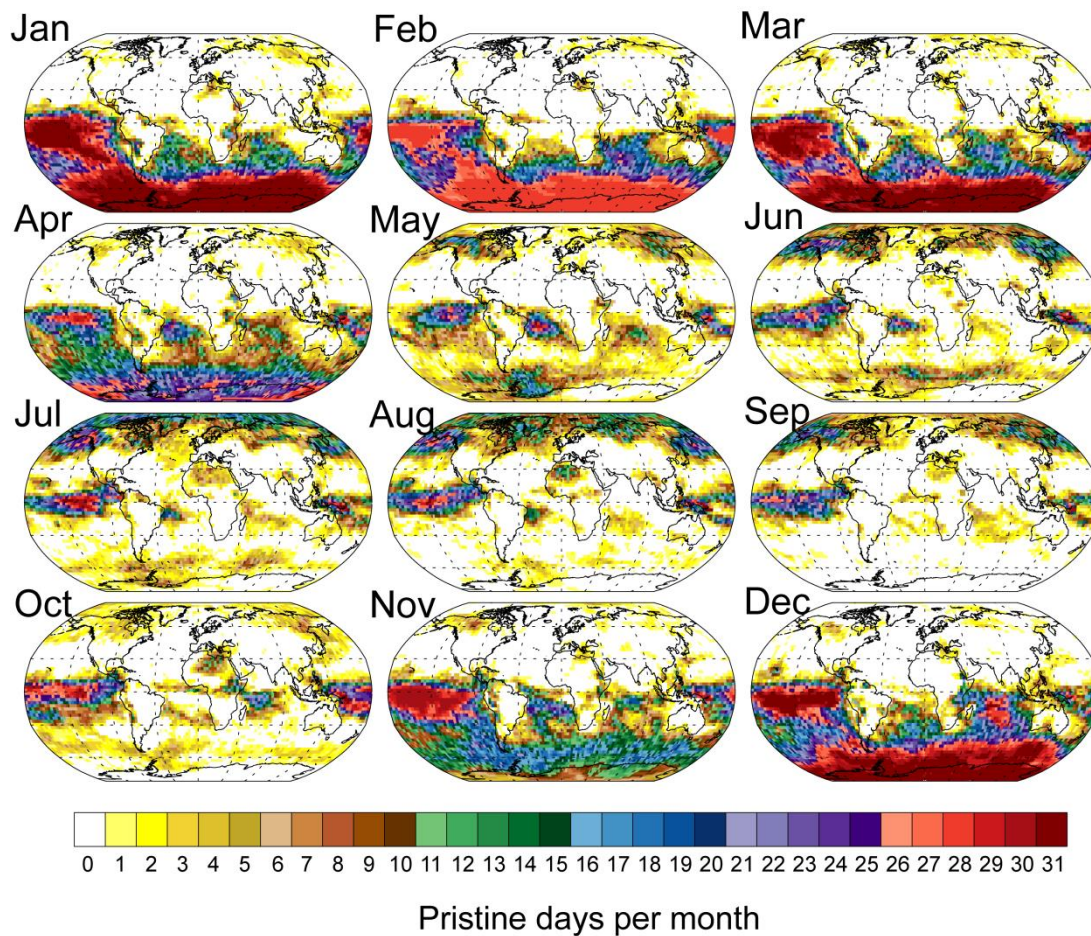 Jan Feb Mar
Apr May Jun
Jul Aug Sep
Oct Nov Dec
0 1 2 3 4 5 6 7 8 9 10 11 12 13 14 15 16 17 18 19 20 21 22 23 24 25 26 27 28 29 30 31
Pristine days per month